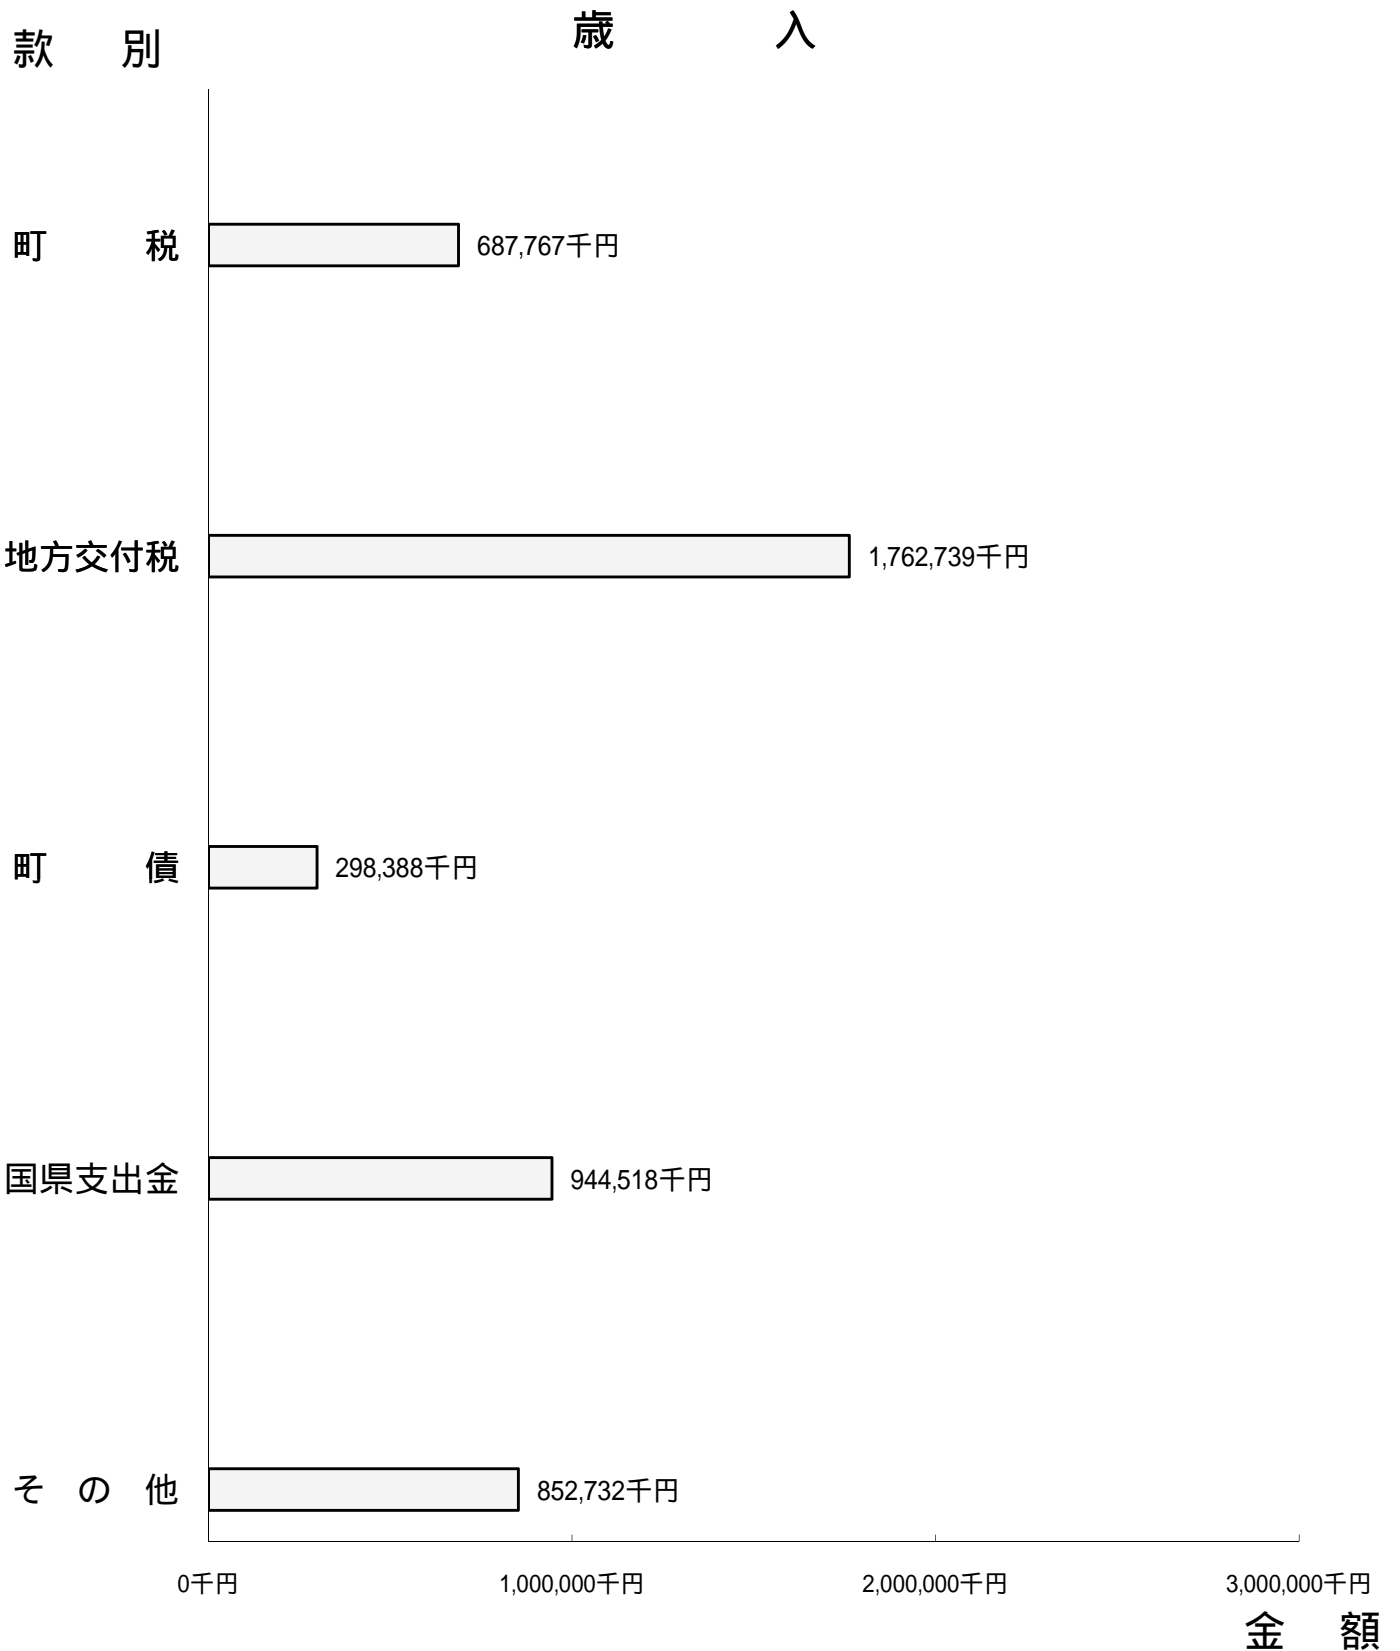 歳　入
款　別
町　税
687,767千円
地方交付税
1,762,739千円
町　債
298,388千円
国県支出金
944,518千円
その他
852,732千円
0千円
1,000,000千円
2,000,000千円
3,000,000千円
金　額